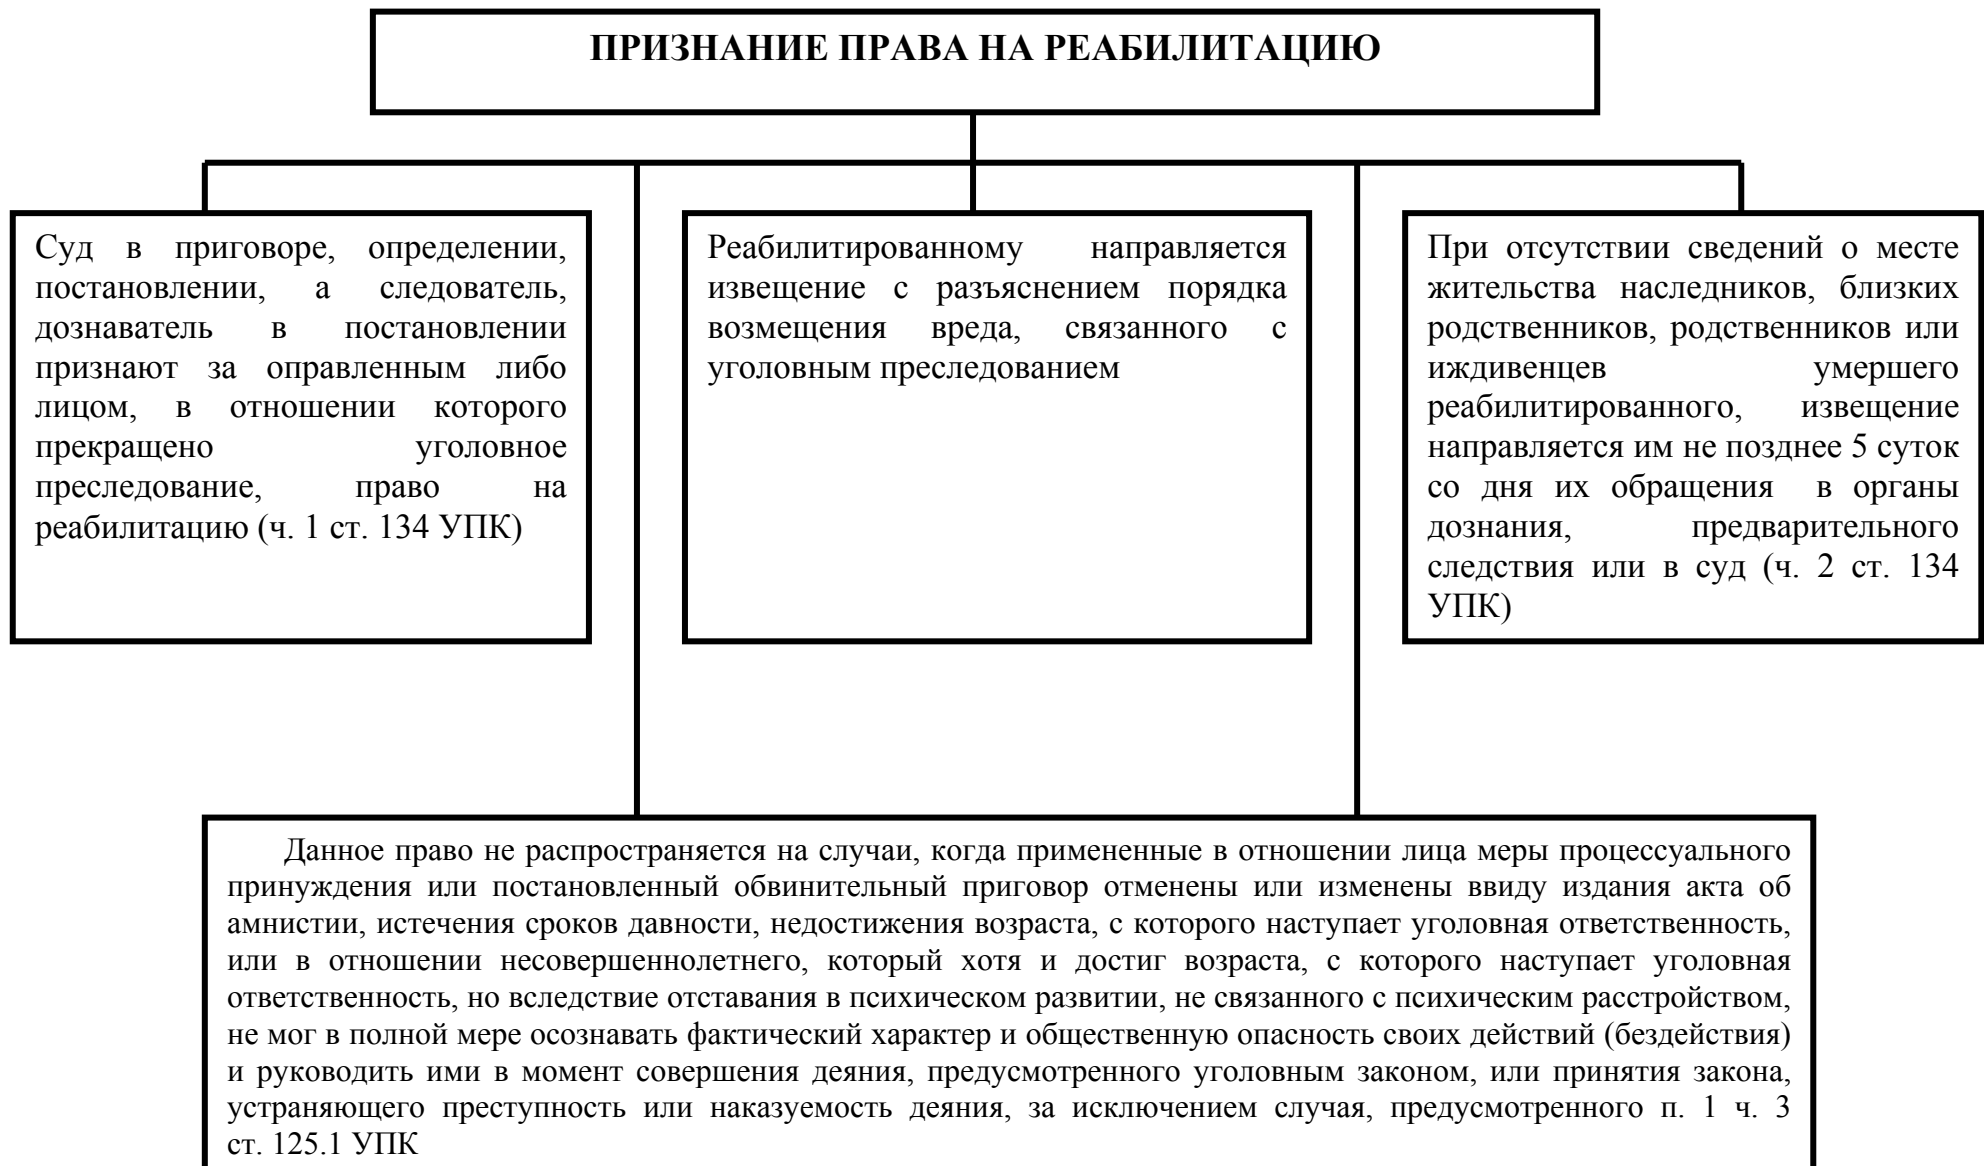 ПРИЗНАНИЕ ПРАВА НА РЕАБИЛИТАЦИЮ
Суд в приговоре, определении,
постановлении, а следователь,
дознаватель в постановлении
признают за оправленным либо
лицом, в отношении которого
прекращено уголовное
преследование, право на
реабилитацию (ч. 1 ст. 134 УПК)
Реабилитированному направляется
извещение с разъяснением порядка
возмещения вреда, связанного с
уголовным преследованием
При отсутствии сведений о месте
жительства наследников, близких
родственников, родственников или
иждивенцев умершего
реабилитированного, извещение
направляется им не позднее 5 суток
со дня их обращения в органы
дознания, предварительного
следствия или в суд (ч. 2 ст. 134
УПК)
Данное право не распространяется на случаи, когда примененные в отношении лица меры процессуального
принуждения или постановленный обвинительный приговор отменены или изменены ввиду издания акта об
амнистии, истечения сроков давности, недостижения возраста, с которого наступает уголовная ответственность,
или в отношении несовершеннолетнего, который хотя и достиг возраста, с которого наступает уголовная
ответственность, но вследствие отставания в психическом развитии, не связанного с психическим расстройством,
не мог в полной мере осознавать фактический характер и общественную опасность своих действий (бездействия)
и руководить ими в момент совершения деяния, предусмотренного уголовным законом, или принятия закона,
устраняющего преступность или наказуемость деяния, за исключением случая, предусмотренного п. 1 ч. 3
ст. 125.1 УПК